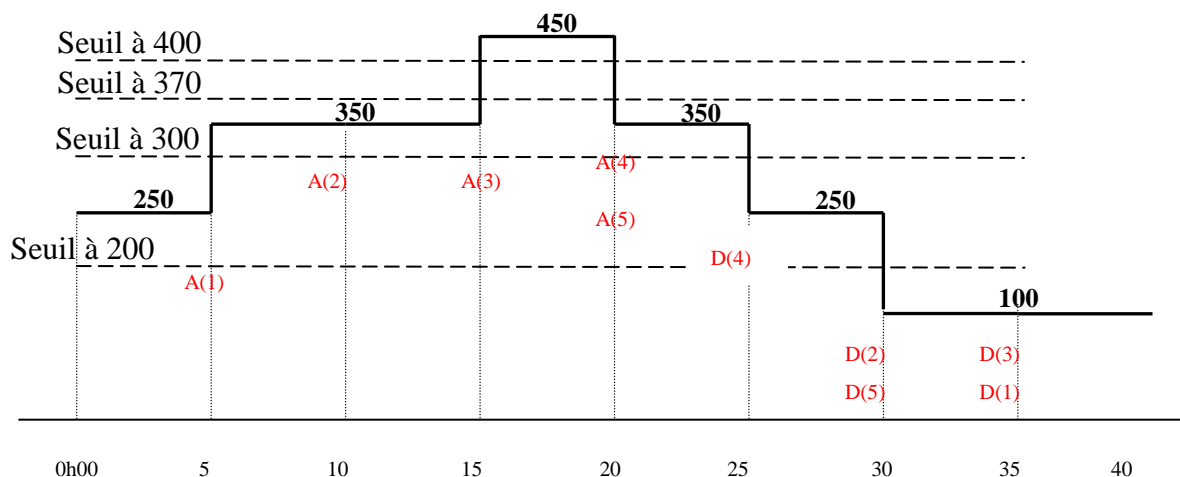 450
Seuil à 400
Seuil à 370
350 350
Seuil à 300
A(2) A(3) A(4)
250 A(5) 250
Seuil à 200 D(4)
A(1)
100
D(2) D(3)
D(5) D(1)
0h00 5 10 15 20 25 30 35 40